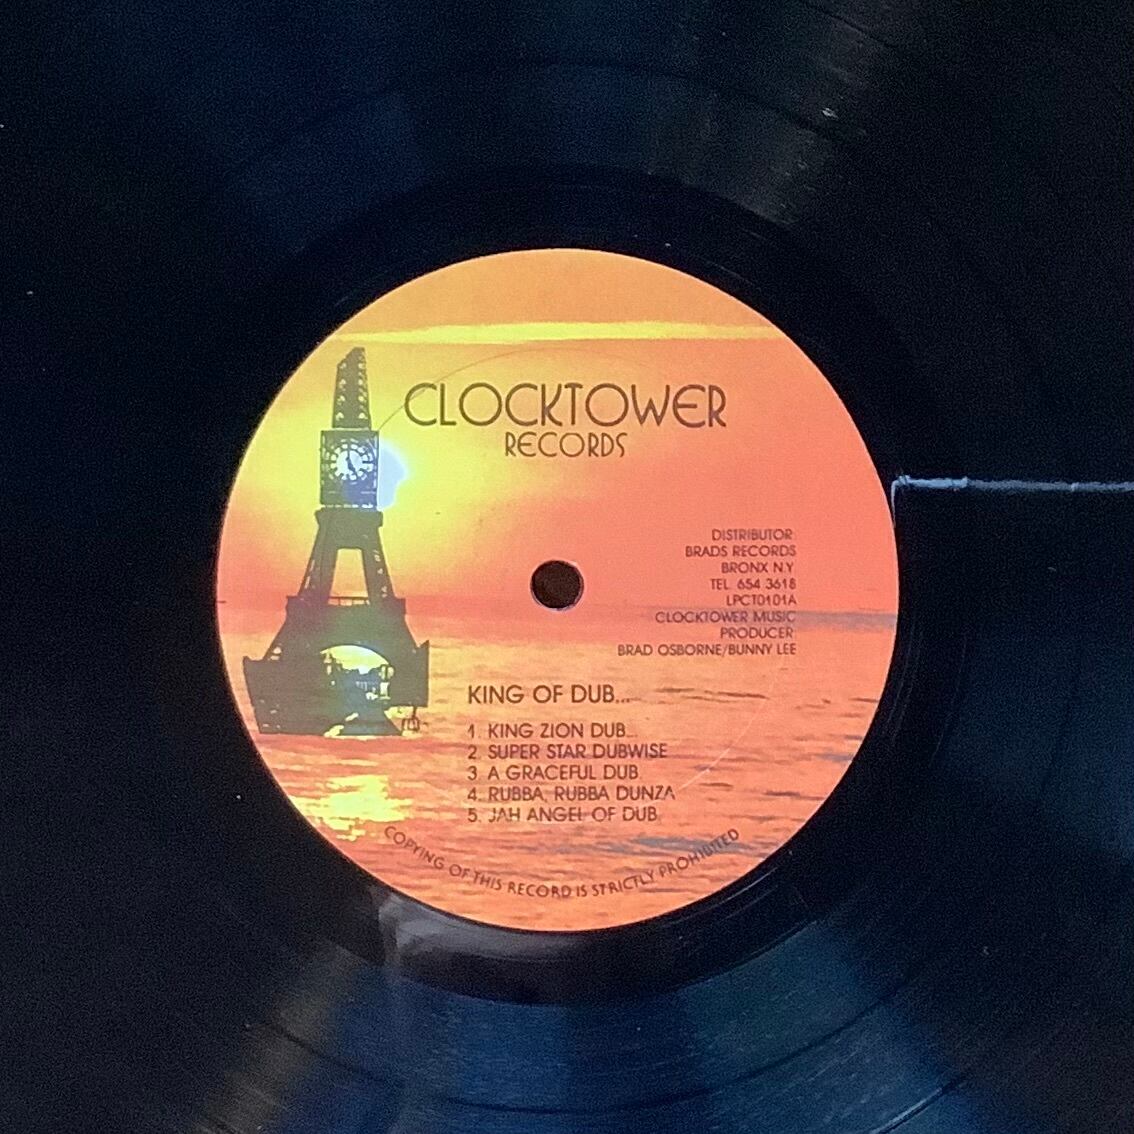 CLOCKTOWER
RECORDS
DISTRIBUTOR
BRADS RECORDS
BRONX N.Y
TEL 654 3618
LPCT0101A
CLOCKTOWER MUSIC
PRODUCER
BRAD OSBORNE/BUNNY LEE
KING OF DUB...
1. KING ZION DUB...
2. SUPER STAR DUBWISE
3. A GRACEFUL DUB.
4. RUBBA, RUBBA DUNZA
5. JAH ANGEL OF DUB.
COPYING OF THIS RECORD IS STRICTLY PROHIBITED